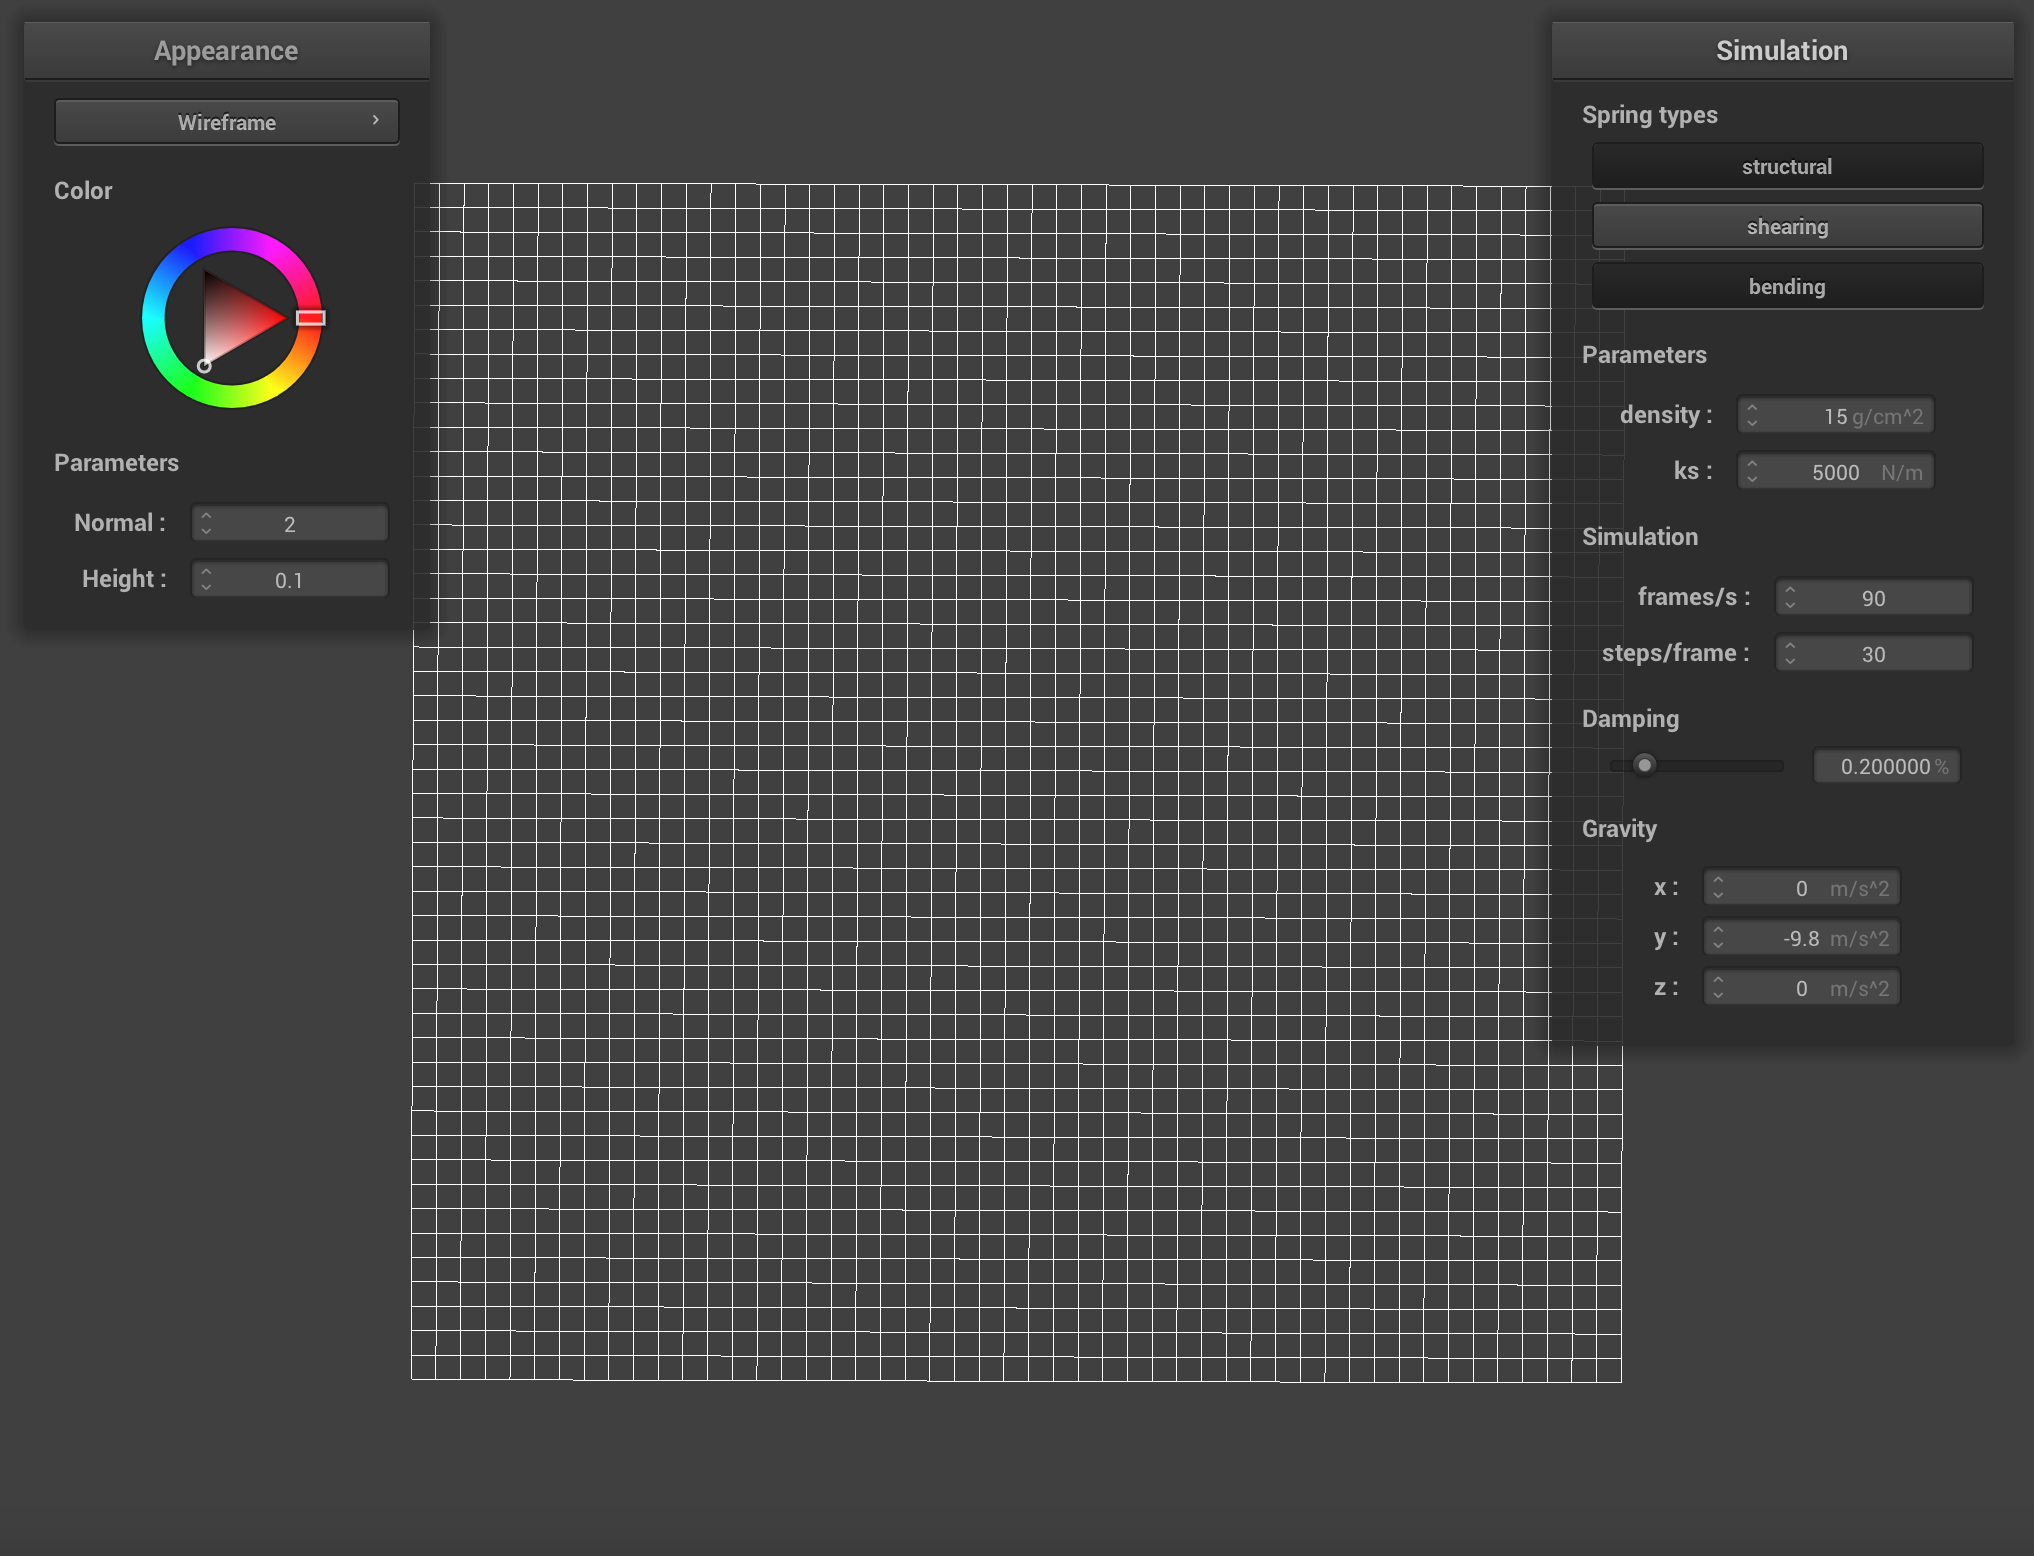 Appearance
Wireframe
Color
Parameters
Normal : 2
Height : 0.1
Simulation
Spring types
structural
shearing
bending
Parameters
density : 15 g/cm^2
ks : 5000 N/m
Simulation
frames/s : 90
steps/frame : 30
Damping
0.200000 %
Gravity
x : 0 m/s^2
y : -9.8 m/s^2
z : 0 m/s^2